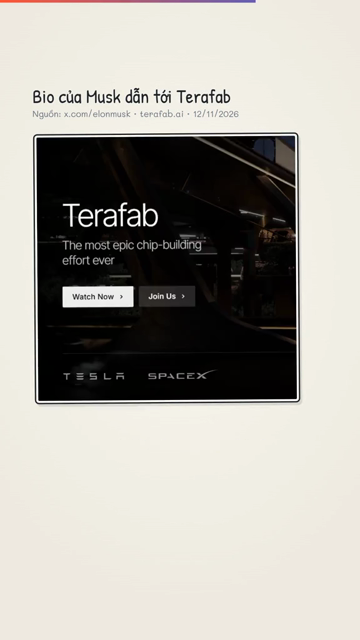 Bio của Musk dẫn tới Terafab
Nguồn: x.com/elonmusk • terafab.ai • 12/11/2026
Terafab
The most epic chip-building
effort ever
Watch Now ›
Join Us ›
TESLA SPACEX